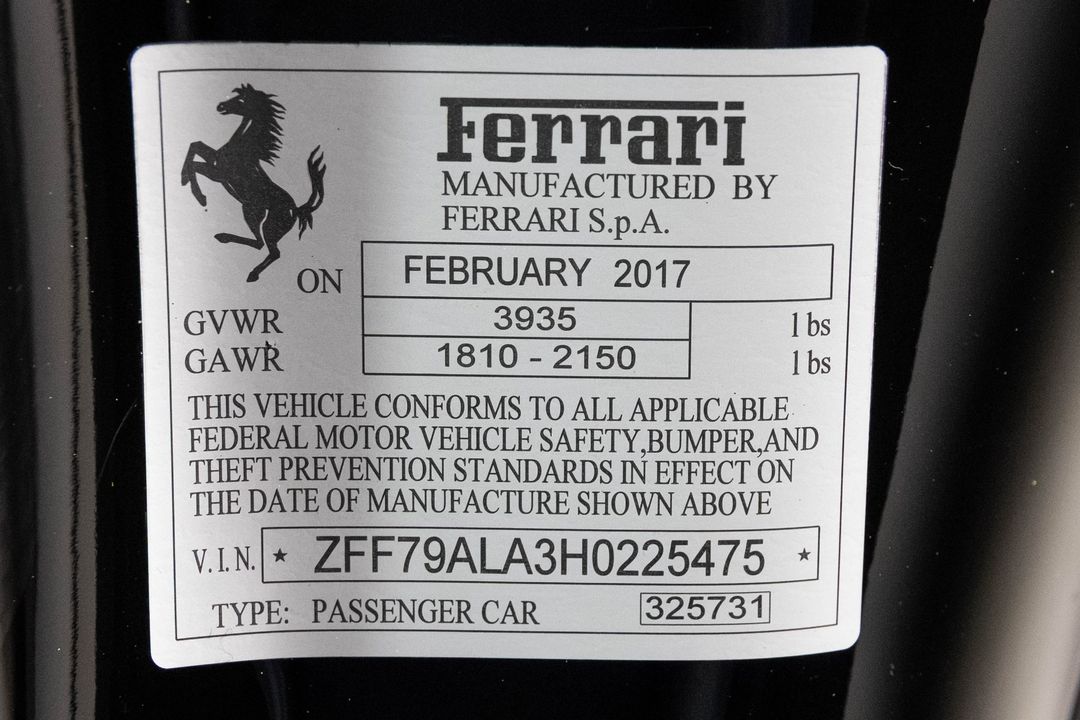 Ferrari
MANUFACTURED BY
FERRARI S.p.A.
ON FEBRUARY 2017
GVWR 3935 lbs
GAWR 1810 - 2150 lbs
THIS VEHICLE CONFORMS TO ALL APPLICABLE
FEDERAL MOTOR VEHICLE SAFETY,BUMPER,AND
THEFT PREVENTION STANDARDS IN EFFECT ON
THE DATE OF MANUFACTURE SHOWN ABOVE
V.I.N. ★ ZFF79ALA3H0225475 ★
TYPE: PASSENGER CAR 325731